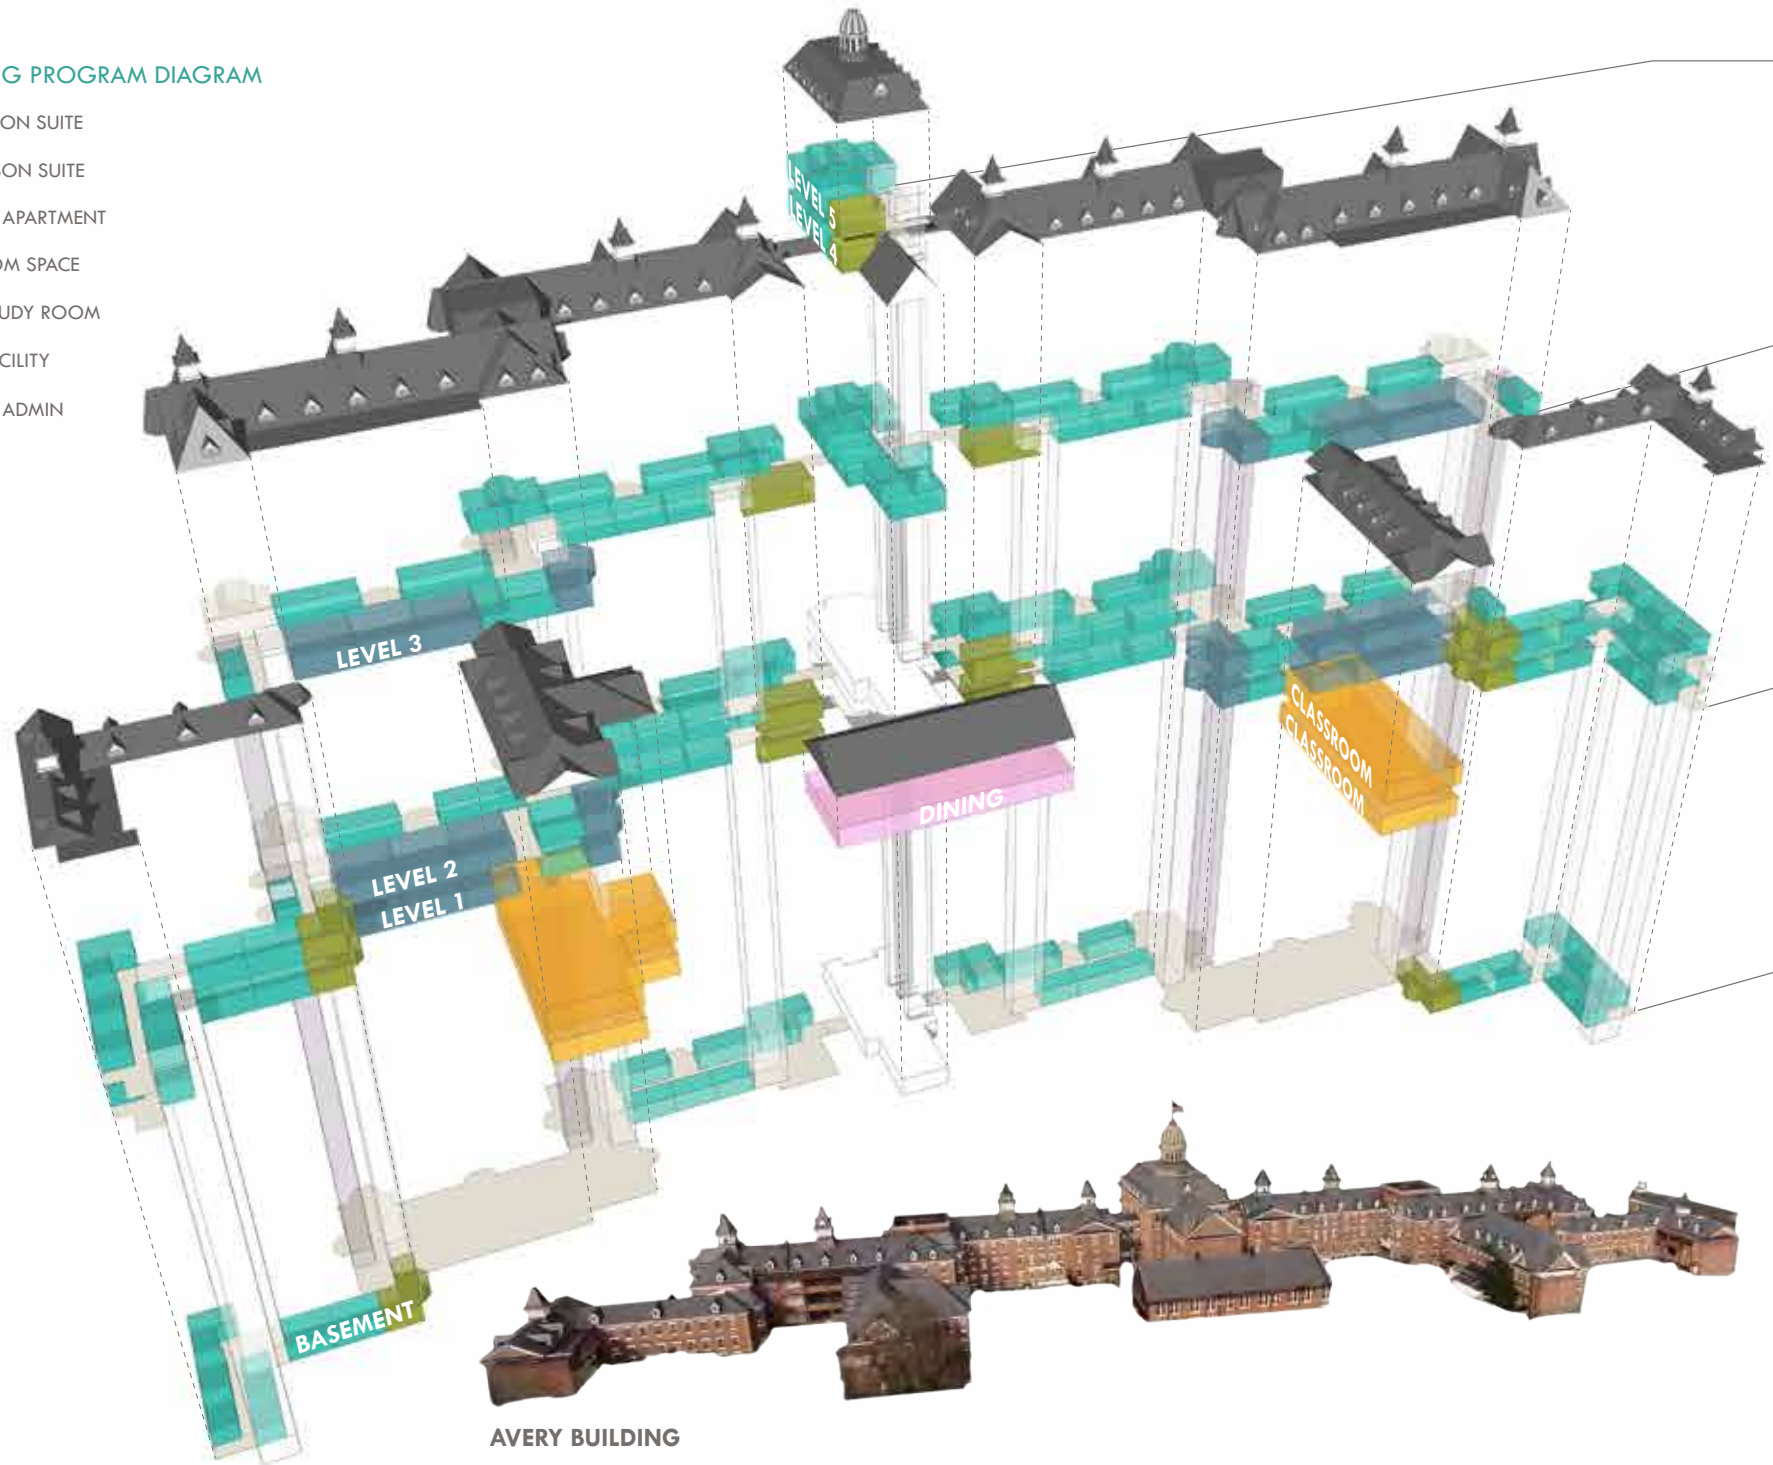 G PROGRAM DIAGRAM
ON SUITE
SON SUITE
APARTMENT
OM SPACE
UDY ROOM
CILITY
ADMIN
LEVEL 5
LEVEL 4
LEVEL 3
CLASSROOM
CLASSROOM
DINING
LEVEL 2
LEVEL 1
BASEMENT
AVERY BUILDING